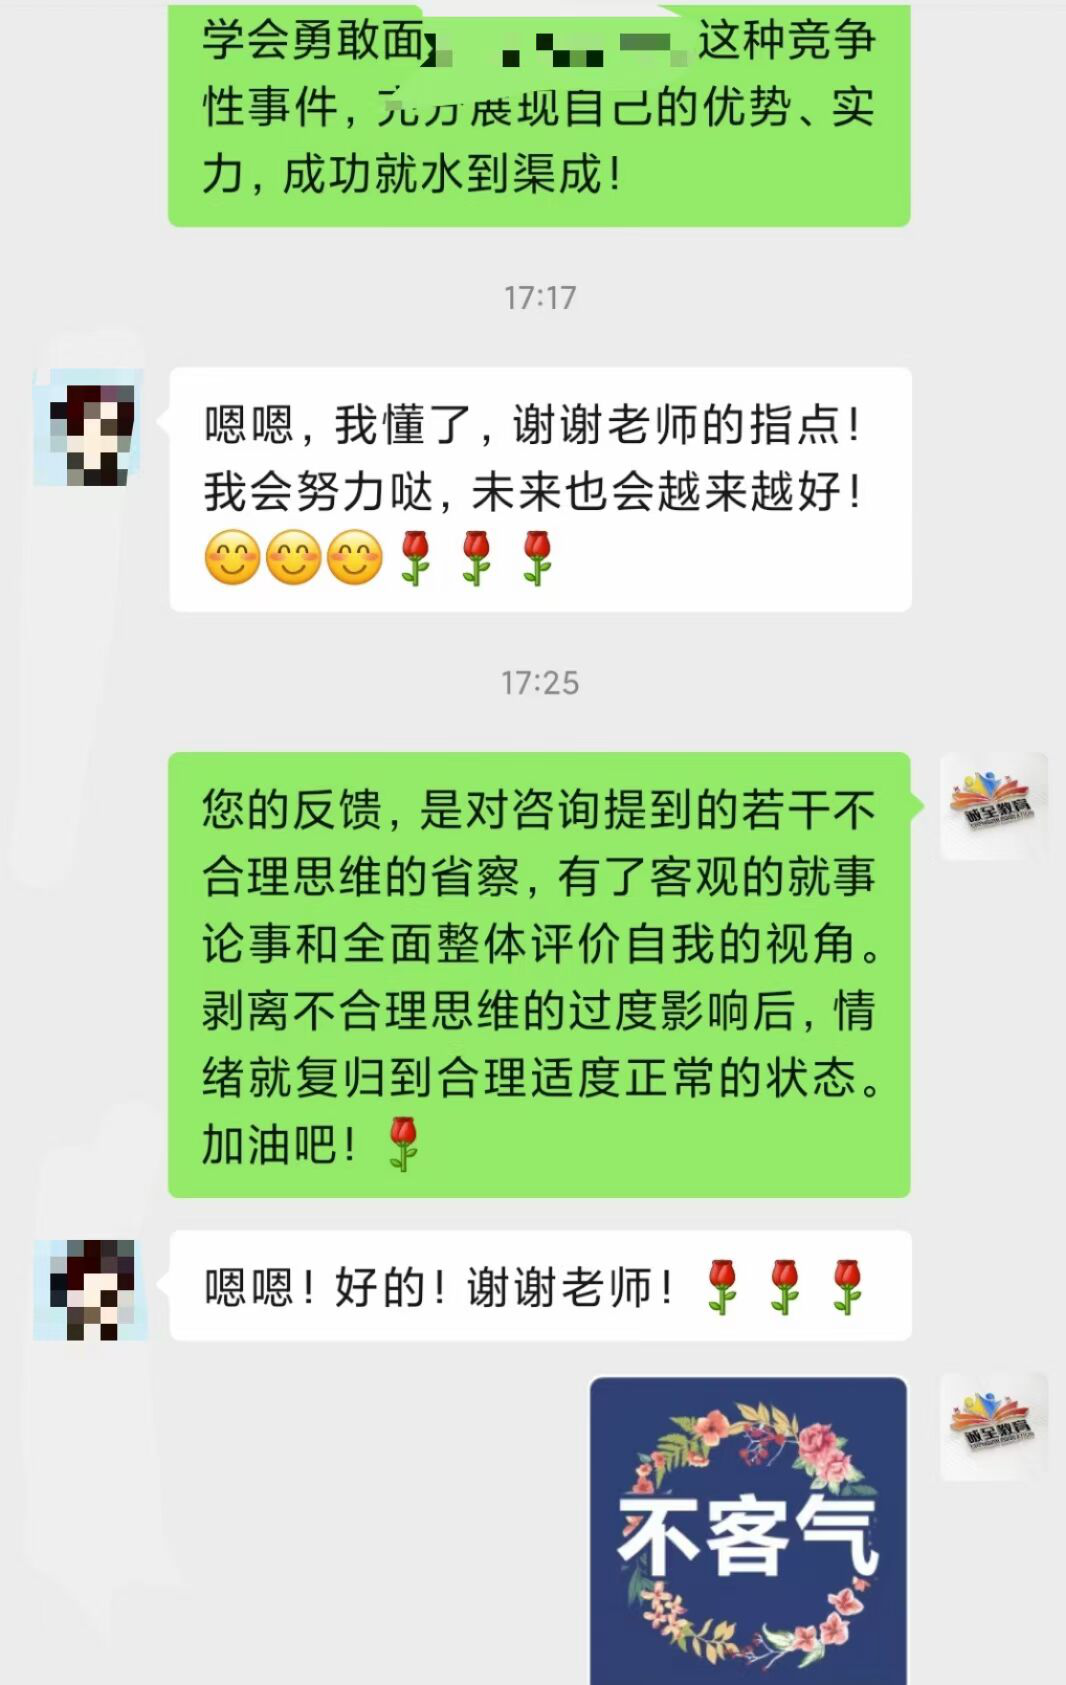 学会勇敢面 这种竞争
性事件，充分展现自己的优势、实
力，成功就水到渠成！
17:17
嗯嗯，我懂了，谢谢老师的指点！
我会努力哒，未来也会越来越好！
17:25
您的反馈，是对咨询提到的若干不
合理思维的省察，有了客观的就事
论事和全面整体评价自我的视角。
剥离不合理思维的过度影响后，情
绪就复归到合理适度正常的状态。
加油吧！
诚至教育
嗯嗯！好的！谢谢老师！
诚至教育
不客气